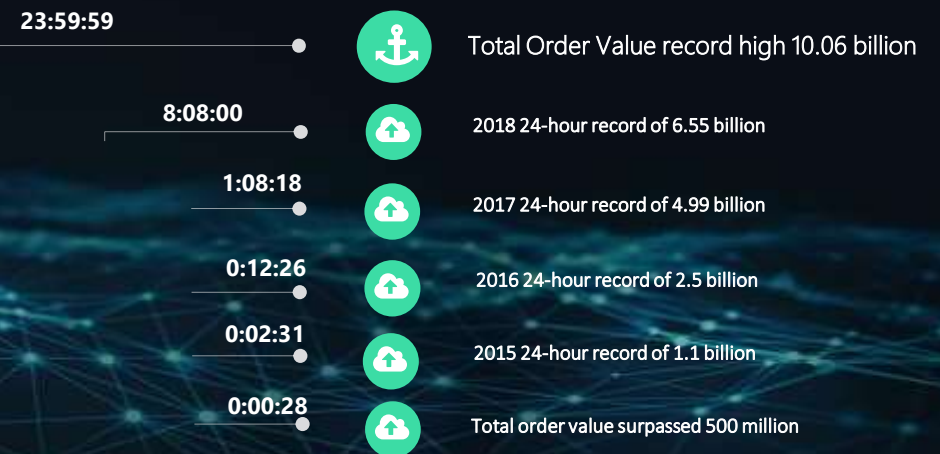 23:59:59
Total Order Value record high 10.06 billion
8:08:00
2018 24-hour record of 6.55 billion
1:08:18
2017 24-hour record of 4.99 billion
0:12:26
2016 24-hour record of 2.5 billion
0:02:31
2015 24-hour record of 1.1 billion
0:00:28
Total order value surpassed 500 million